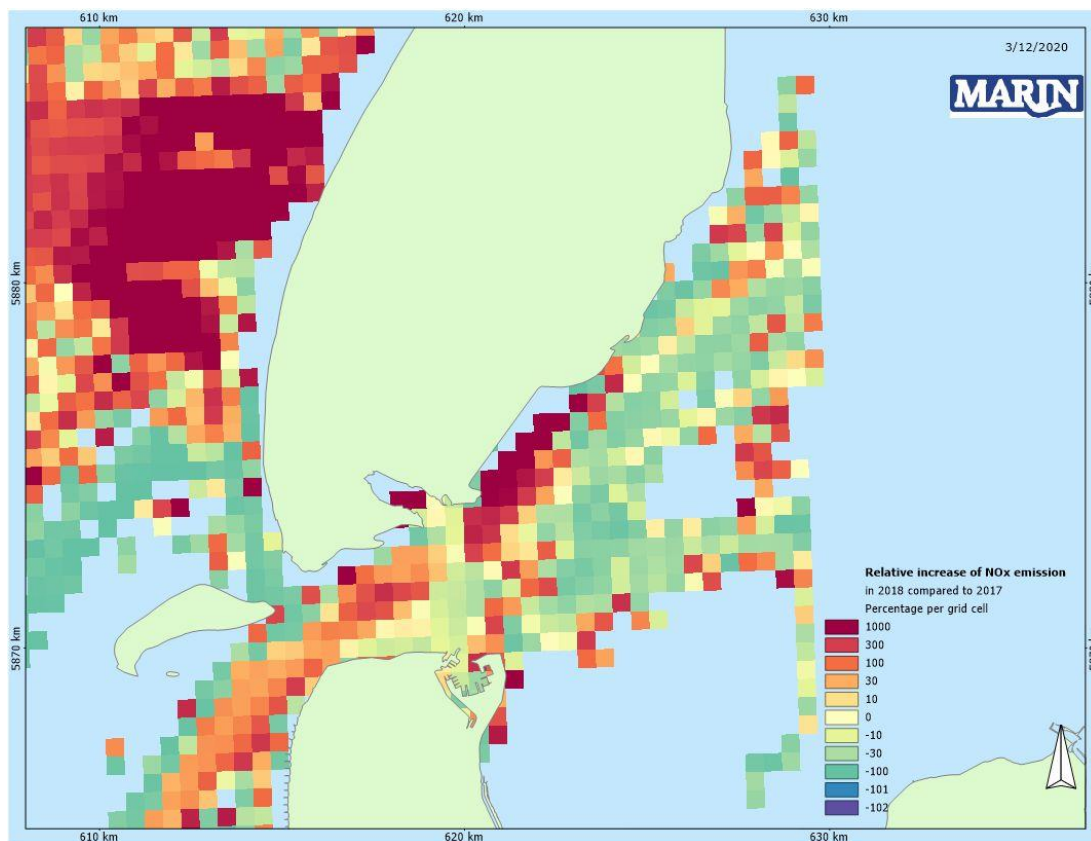 610 km
620 km
630 km
3/12/2020
MARIN
5880 km
Relative increase of NOx emission
in 2018 compared to 2017
Percentage per grid cell
1000
300
100
30
10
0
-10
-30
-100
-101
-102
5870 km
610 km
620 km
630 km